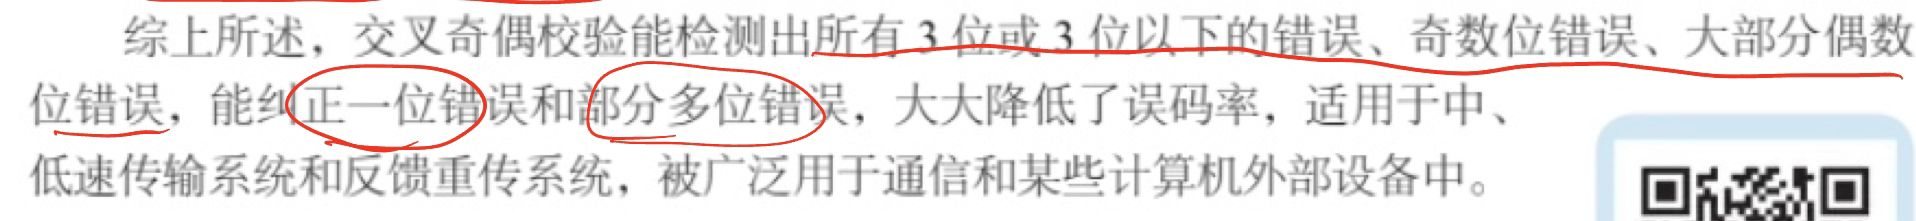 综上所述，交叉奇偶校验能检测出所有 3 位或 3 位以下的错误、奇数位错误、大部分偶数
位错误，能纠正一位错误和部分多位错误，大大降低了误码率，适用于中、
低速传输系统和反馈重传系统，被广泛用于通信和某些计算机外部设备中。